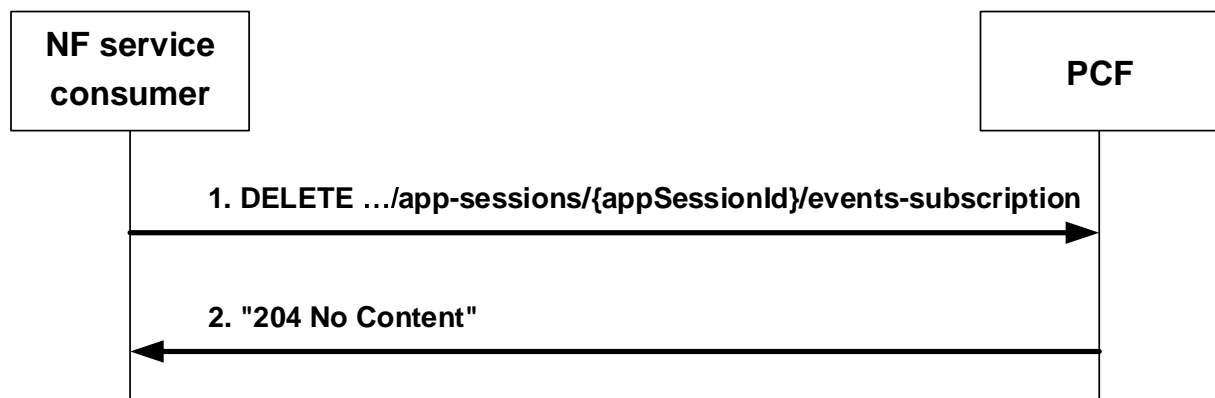 NF service
consumer
PCF
1. DELETE …/app-sessions/{appSessionId}/events-subscription
2. "204 No Content"